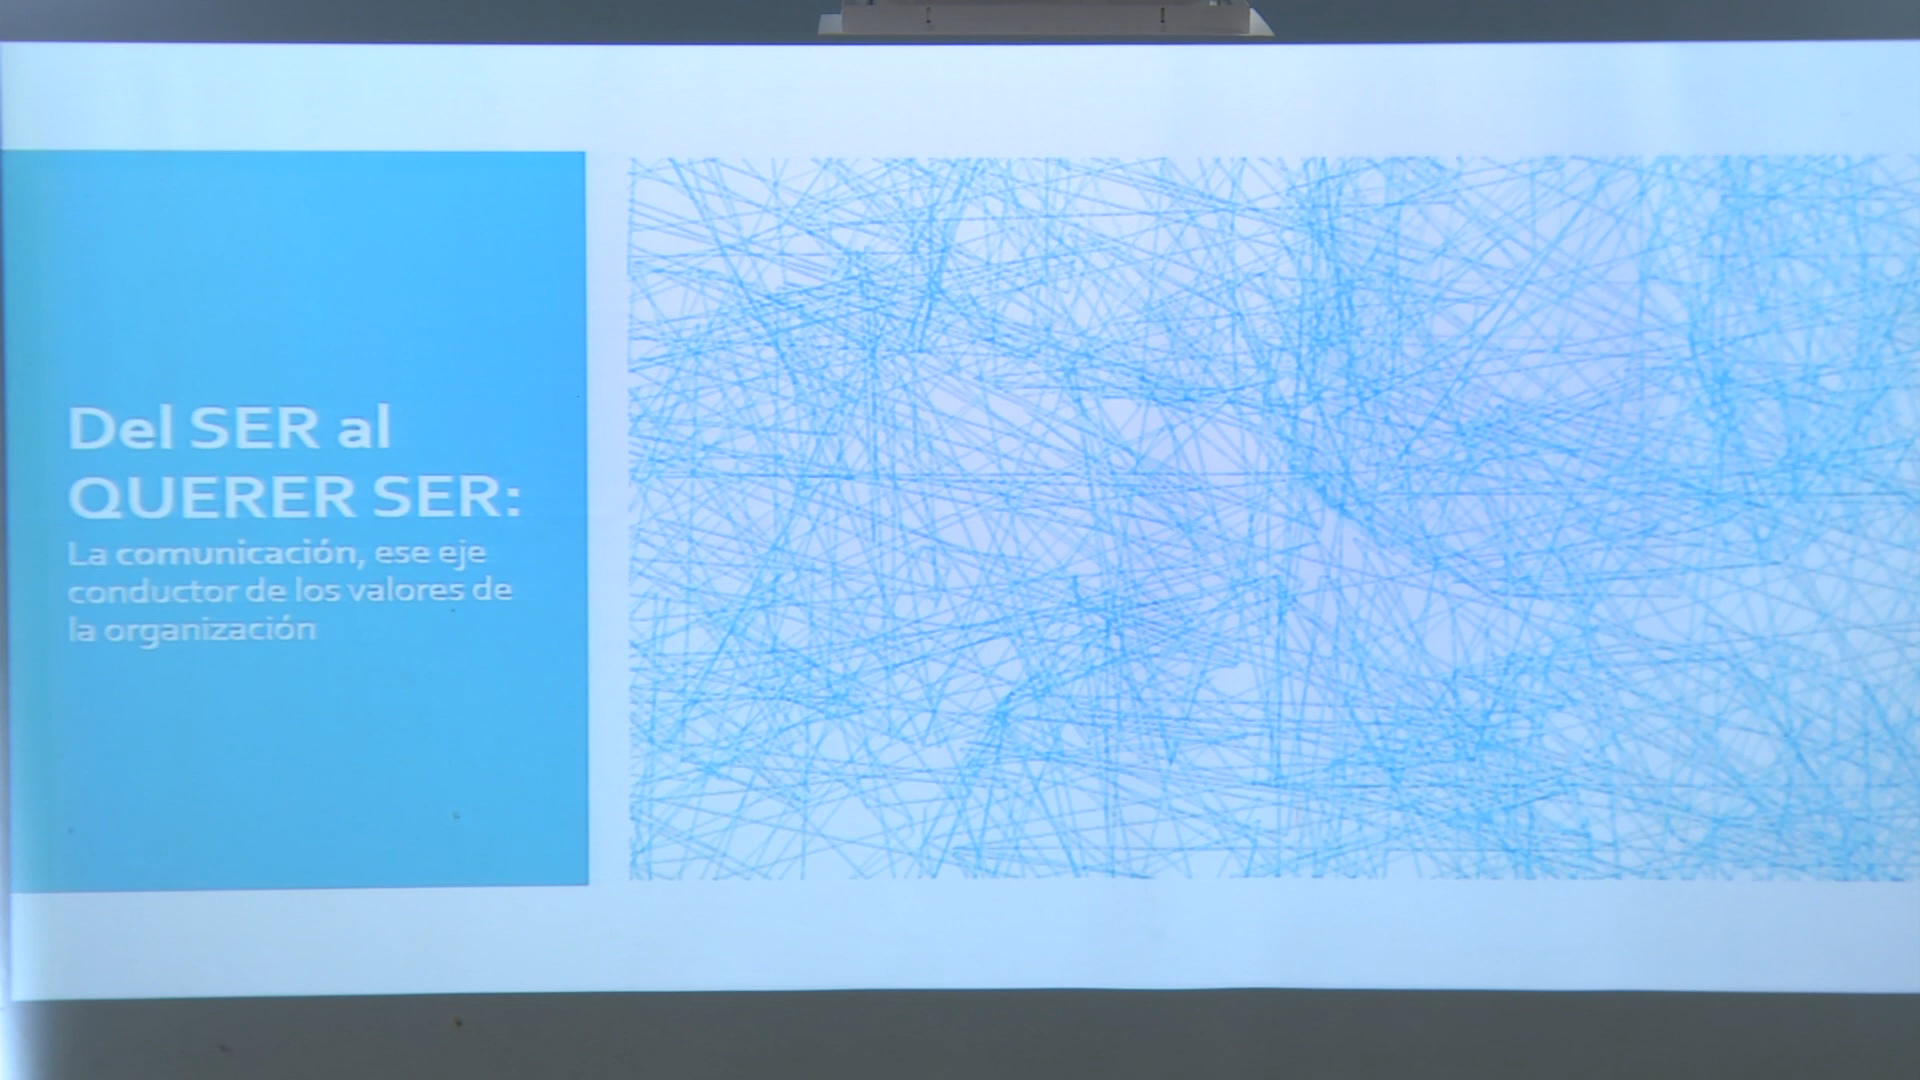 Del SER al
QUERER SER:
La comunicación, ese eje
conductor de los valores de
la organización